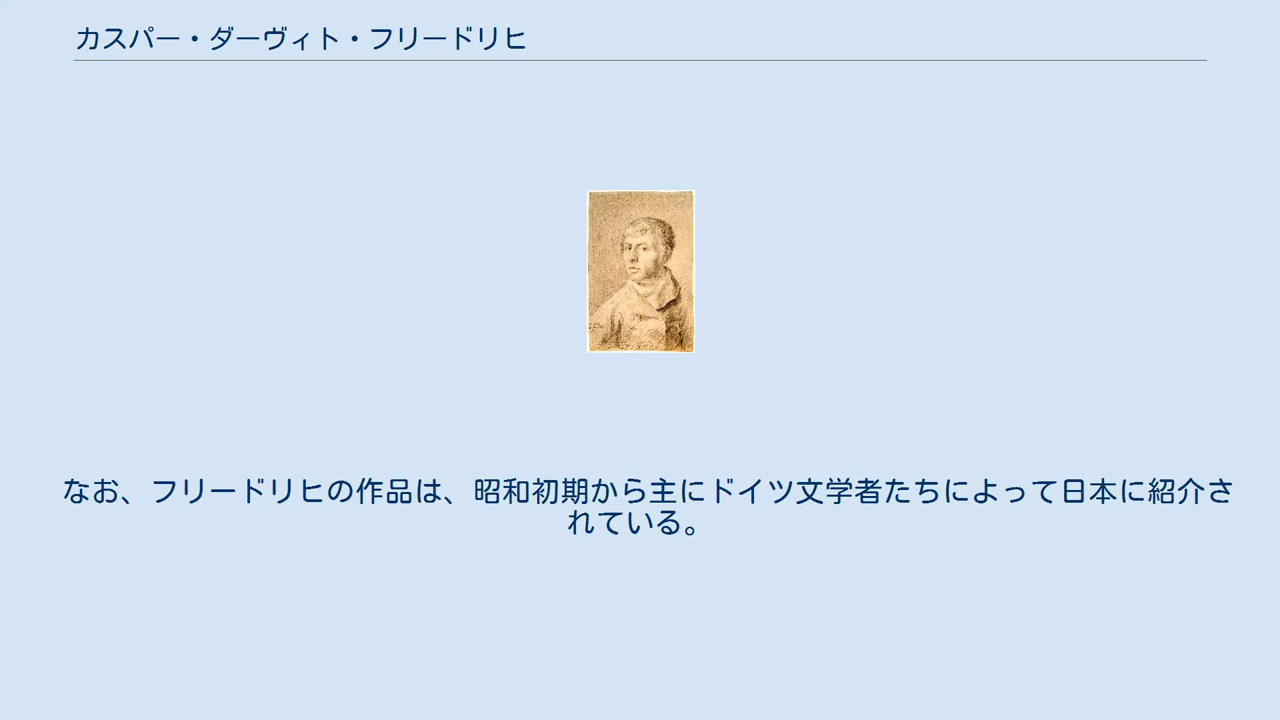 カスパー・ダーヴィト・フリードリヒ
なお、フリードリヒの作品は、昭和初期から主にドイツ文学者たちによって日本に紹介さ
れている。